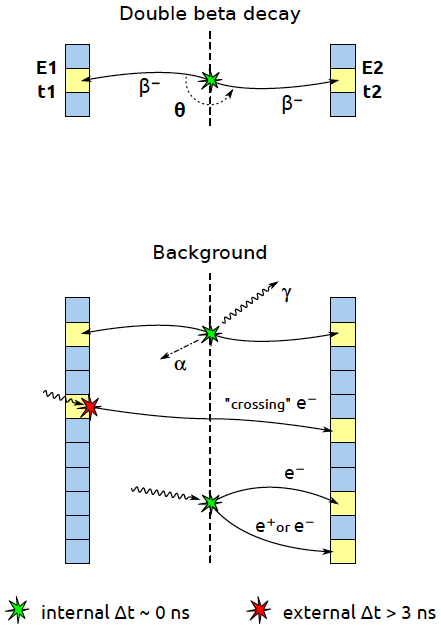 Double beta decay
E1
t1
β−
θ
β−
E2
t2
Background
γ
α
"crossing" e−
e−
e+or e−
internal Δt ~ 0 ns
external Δt > 3 ns